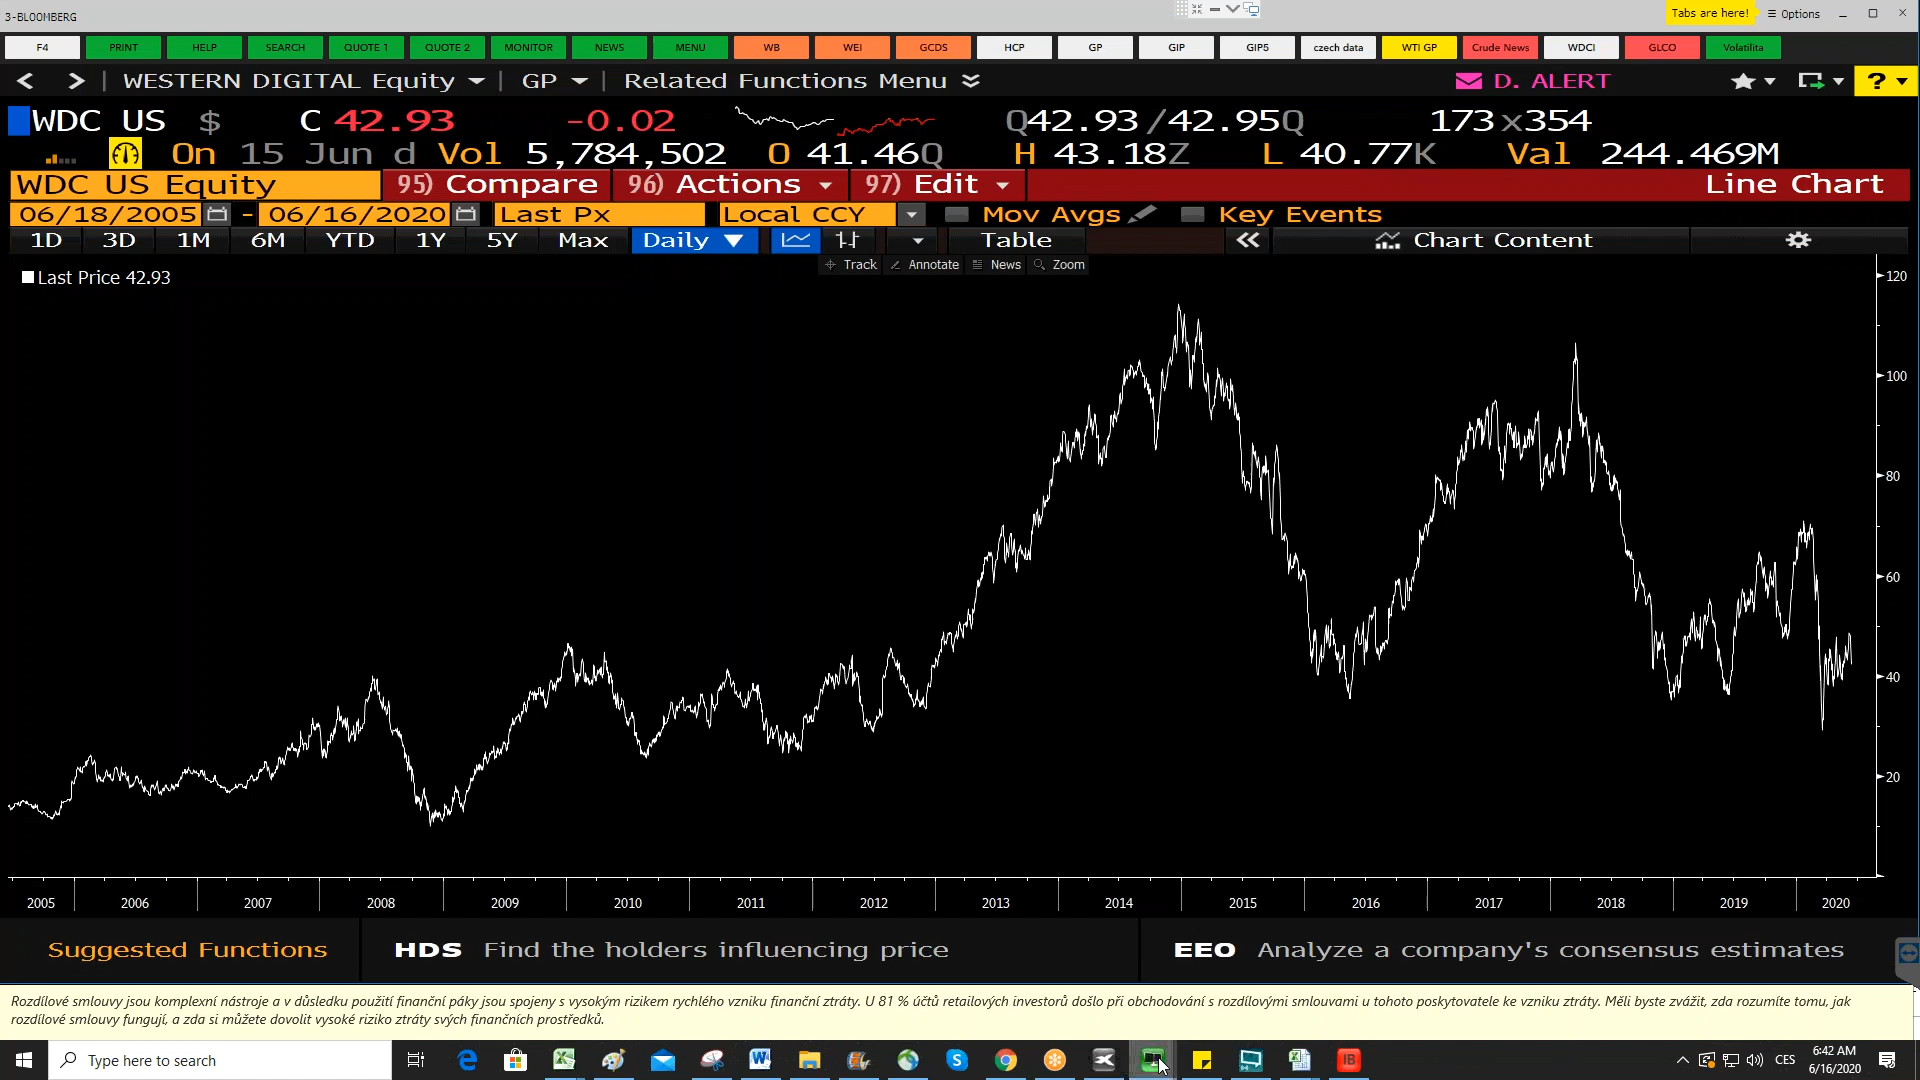 3-BLOOMBERG
Tabs are here! Options
F4 PRINT HELP SEARCH QUOTE 1 QUOTE 2 MONITOR NEWS MENU WB WEI GCDS HCP GP GIP GIP5 czech data WTI GP Crude News WDCI GLCO Volatilita
WESTERN DIGITAL Equity GP Related Functions Menu D. ALERT ?
WDC US $ C 42.93 -0.02 Q42.93/42.95Q 173x354
On 15 Jun d Vol 5,784,502 O 41.46Q H 43.18Z L 40.77K Val 244.469M
WDC US Equity 95) Compare 96) Actions 97) Edit Line Chart
06/18/2005 - 06/16/2020 Last Px Local CCY Mov Avgs Key Events
1D 3D 1M 6M YTD 1Y 5Y Max Daily Table Chart Content
Track Annotate News Zoom
Last Price 42.93
120
100
80
60
40
20
2005 2006 2007 2008 2009 2010 2011 2012 2013 2014 2015 2016 2017 2018 2019 2020
Suggested Functions HDS Find the holders influencing price EEO Analyze a company's consensus estimates
Rozdílové smlouvy jsou komplexní nástroje a v důsledku použití finanční páky jsou spojeny s vysokým rizikem rychlého vzniku finanční ztráty. U 81 % účtů retailových investorů došlo při obchodování s rozdílovými smlouvami u tohoto poskytovatele ke vzniku ztráty. Měli byste zvážit, zda rozumíte tomu, jak
rozdílové smlouvy fungují, a zda si můžete dovolit vysoké riziko ztráty svých finančních prostředků.
Type here to search CES 6:42 AM
6/16/2020